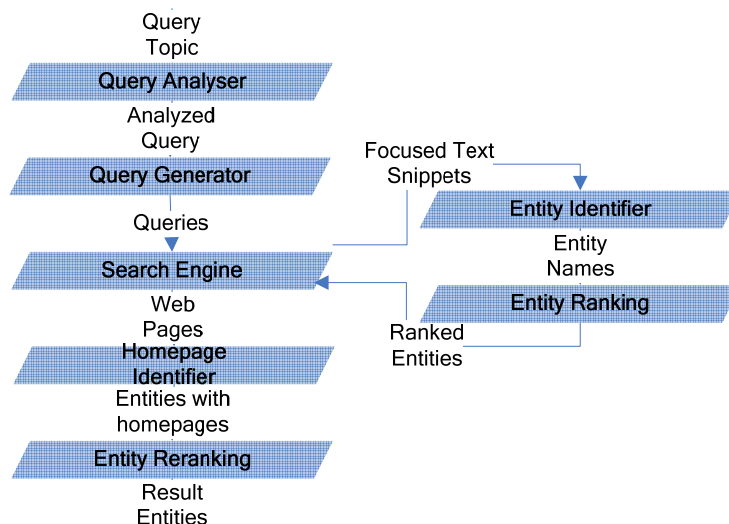 Query
Topic
Query Analyser
Analyzed
Query
Query Generator
Queries
Search Engine
Web
Pages
Homepage
Identifier
Entities with
homepages
Entity Reranking
Result
Entities
Focused Text
Snippets
Entity Identifier
Entity
Names
Entity Ranking
Ranked
Entities